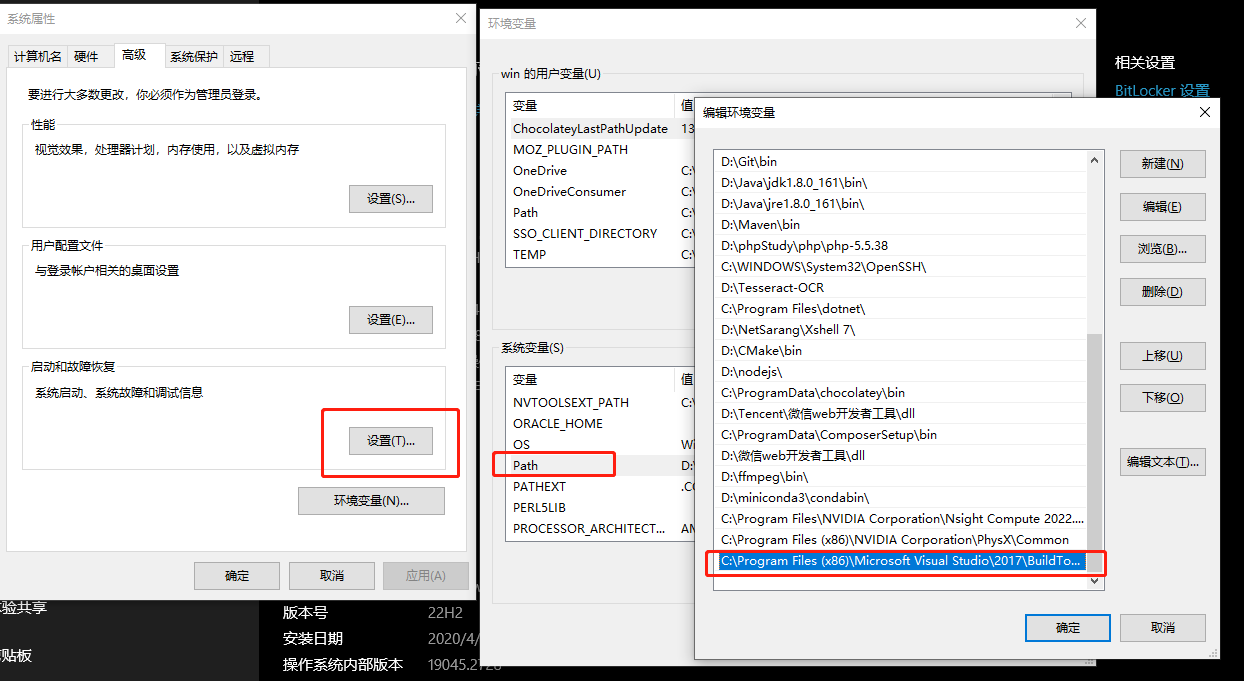 系统属性
计算机名
硬件
高级
系统保护
远程
要进行大多数更改，你必须作为管理员登录。
性能
视觉效果，处理器计划，内存使用，以及虚拟内存
设置(S)...
用户配置文件
与登录帐户相关的桌面设置
设置(E)...
启动和故障恢复
系统启动、系统故障和调试信息
设置(T)...
环境变量(N)...
确定
取消
应用(A)
环境变量
win 的用户变量(U)
变量 值
ChocolateyLastPathUpdate 13
MOZ_PLUGIN_PATH
OneDrive C:\
OneDriveConsumer C:\
Path C:\
SSO_CLIENT_DIRECTORY C:\
TEMP C:\
系统变量(S)
变量 值
NVTOOLSEXT_PATH C:\
ORACLE_HOME
OS Wi
Path D:\
PATHEXT .CO
PERL5LIB
PROCESSOR_ARCHITECT... AM
编辑环境变量
D:\Git\bin
D:\Java\jdk1.8.0_161\bin\
D:\Java\jre1.8.0_161\bin\
D:\Maven\bin
D:\phpStudy\php\php-5.5.38
C:\WINDOWS\System32\OpenSSH\
D:\Tesseract-OCR
C:\Program Files\dotnet\
D:\NetSarang\Xshell 7\
D:\CMake\bin
D:\nodejs\
C:\ProgramData\chocolatey\bin
D:\Tencent\微信web开发者工具\dll
C:\ProgramData\ComposerSetup\bin
D:\微信web开发者工具\dll
D:\ffmpeg\bin\
D:\miniconda3\condabin\
C:\Program Files\NVIDIA Corporation\Nsight Compute 2022....
C:\Program Files (x86)\NVIDIA Corporation\PhysX\Common
C:\Program Files (x86)\Microsoft Visual Studio\2017\BuildTo...
新建(N)
编辑(E)
浏览(B)...
删除(D)
上移(U)
下移(O)
编辑文本(T)...
确定
取消
相关设置
BitLocker 设置
验共享
贴板
版本号 22H2
安装日期 2020/4/
操作系统内部版本 19045.2728